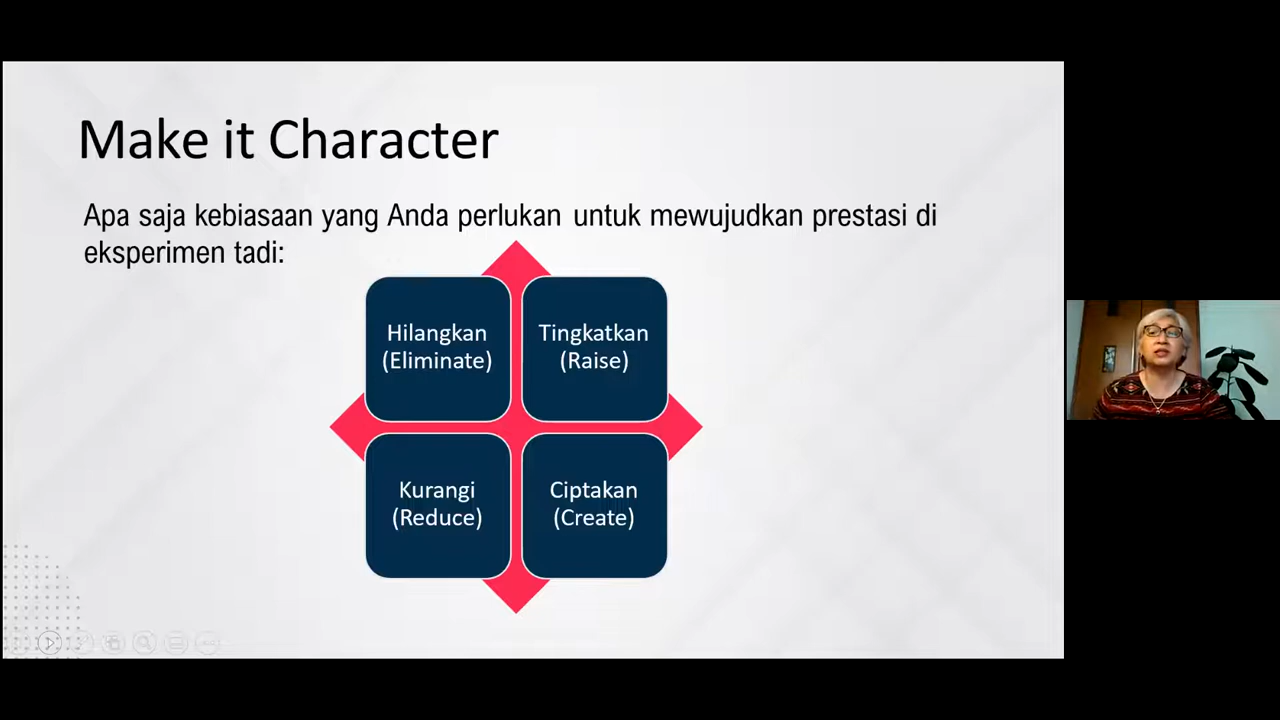 Make it Character
Apa saja kebiasaan yang Anda perlukan untuk mewujudkan prestasi di
eksperimen tadi:
Hilangkan
(Eliminate)
Tingkatkan
(Raise)
Kurangi
(Reduce)
Ciptakan
(Create)